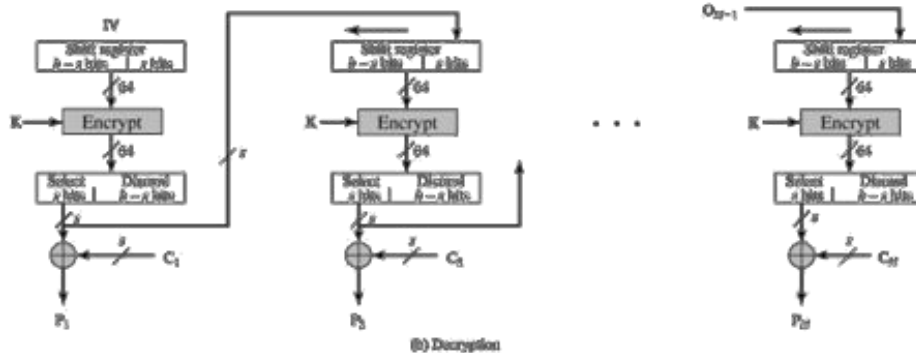 IV
O_{M-1}
Shift register
b − s bits | s bits
Shift register
b − s bits | s bits
Shift register
b − s bits | s bits
64
64
64
K
Encrypt
K
Encrypt
. . .
K
Encrypt
64
64
64
s
Select
s bits
Discard
b − s bits
Select
s bits
Discard
b − s bits
Select
s bits
Discard
b − s bits
s
s
s
s
C_1
s
C_2
s
C_M
P_1
P_2
P_M
(b) Decryption